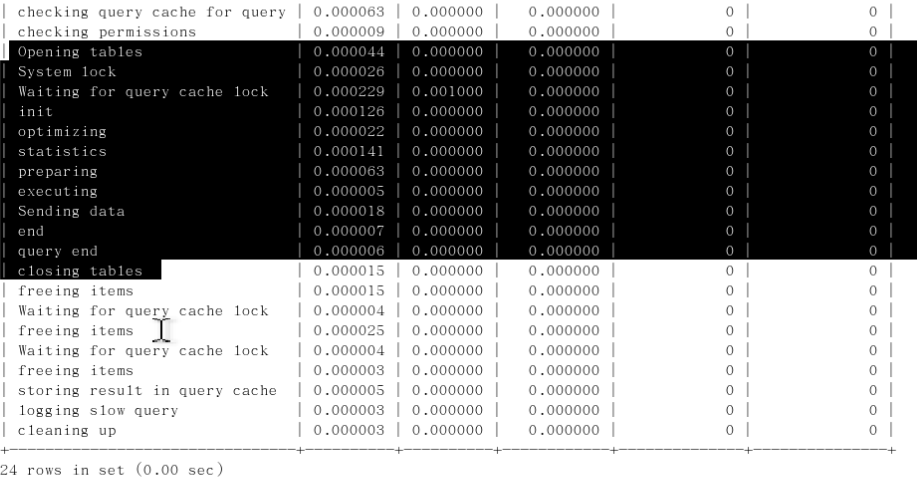 | checking query cache for query | 0.000063 | 0.000000 | 0.000000 | 0 | 0 |
| checking permissions | 0.000009 | 0.000000 | 0.000000 | 0 | 0 |
| Opening tables | 0.000044 | 0.000000 | 0.000000 | 0 | 0 |
| System lock | 0.000026 | 0.000000 | 0.000000 | 0 | 0 |
| Waiting for query cache lock | 0.000229 | 0.001000 | 0.000000 | 0 | 0 |
| init | 0.000126 | 0.000000 | 0.000000 | 0 | 0 |
| optimizing | 0.000022 | 0.000000 | 0.000000 | 0 | 0 |
| statistics | 0.000141 | 0.000000 | 0.000000 | 0 | 0 |
| preparing | 0.000063 | 0.000000 | 0.000000 | 0 | 0 |
| executing | 0.000005 | 0.000000 | 0.000000 | 0 | 0 |
| Sending data | 0.000018 | 0.000000 | 0.000000 | 0 | 0 |
| end | 0.000007 | 0.000000 | 0.000000 | 0 | 0 |
| query end | 0.000006 | 0.000000 | 0.000000 | 0 | 0 |
| closing tables | 0.000015 | 0.000000 | 0.000000 | 0 | 0 |
| freeing items | 0.000015 | 0.000000 | 0.000000 | 0 | 0 |
| Waiting for query cache lock | 0.000004 | 0.000000 | 0.000000 | 0 | 0 |
| freeing items | 0.000025 | 0.000000 | 0.000000 | 0 | 0 |
| Waiting for query cache lock | 0.000004 | 0.000000 | 0.000000 | 0 | 0 |
| freeing items | 0.000003 | 0.000000 | 0.000000 | 0 | 0 |
| storing result in query cache | 0.000005 | 0.000000 | 0.000000 | 0 | 0 |
| logging slow query | 0.000003 | 0.000000 | 0.000000 | 0 | 0 |
| cleaning up | 0.000003 | 0.000000 | 0.000000 | 0 | 0 |
24 rows in set (0.00 sec)